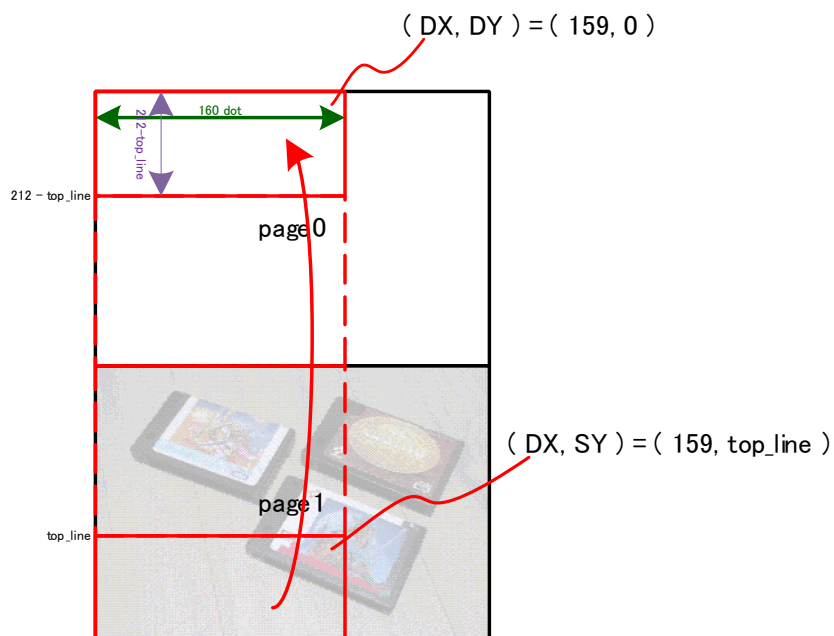 ( DX, DY ) = ( 159, 0 )
160 dot
212-top_line
212 - top_line
page0
( DX, SY ) = ( 159, top_line )
page1
top_line